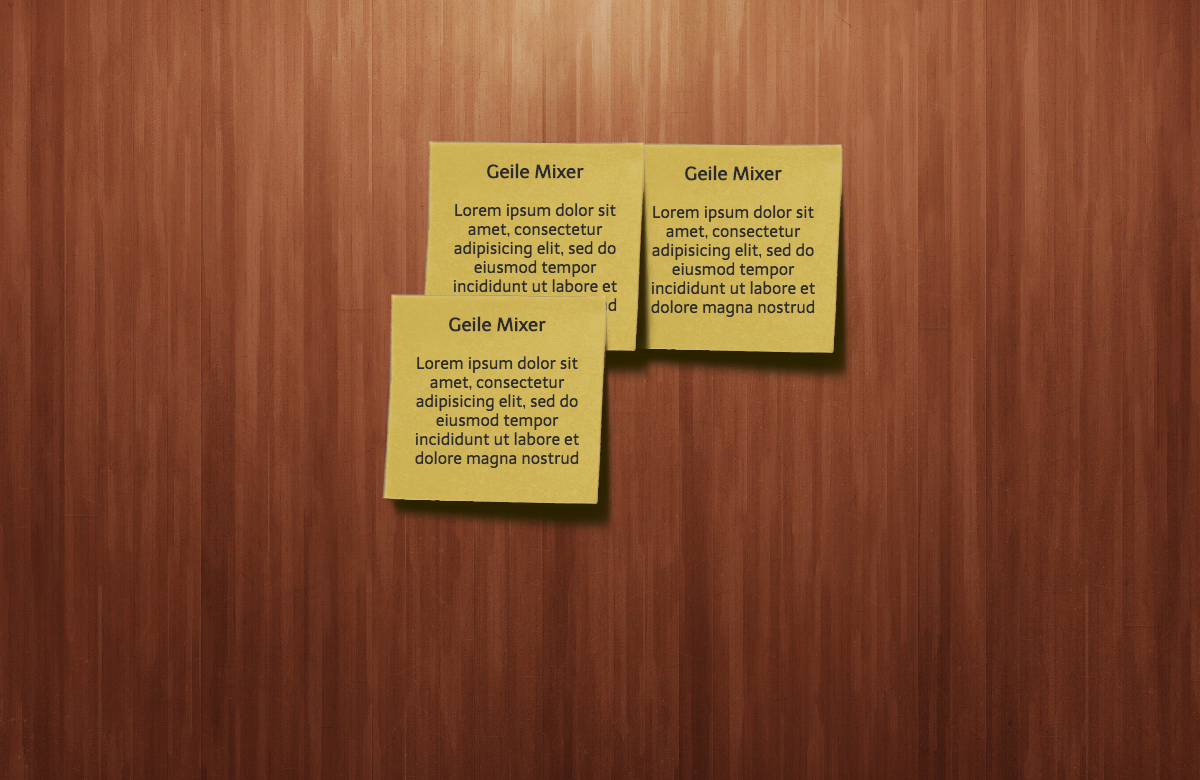 Geile Mixer
Lorem ipsum dolor sit
amet, consectetur
adipisicing elit, sed do
eiusmod tempor
incididunt ut labore et
Geile Mixer
Lorem ipsum dolor sit
amet, consectetur
adipisicing elit, sed do
eiusmod tempor
incididunt ut labore et
dolore magna nostrud
Geile Mixer
Lorem ipsum dolor sit
amet, consectetur
adipisicing elit, sed do
eiusmod tempor
incididunt ut labore et
dolore magna nostrud